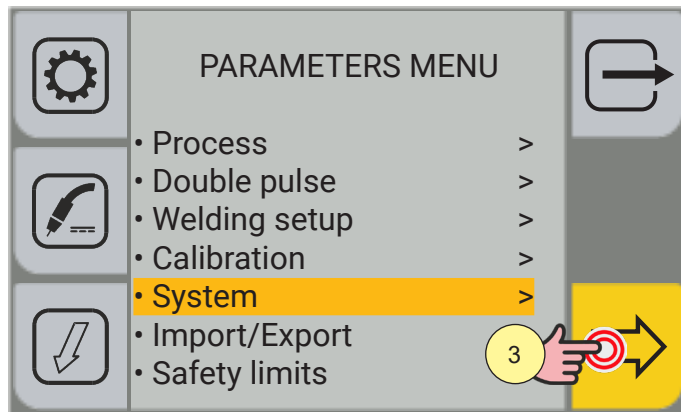 PARAMETERS MENU
• Process >
• Double pulse >
• Welding setup >
• Calibration >
• System >
• Import/Export
• Safety limits
3